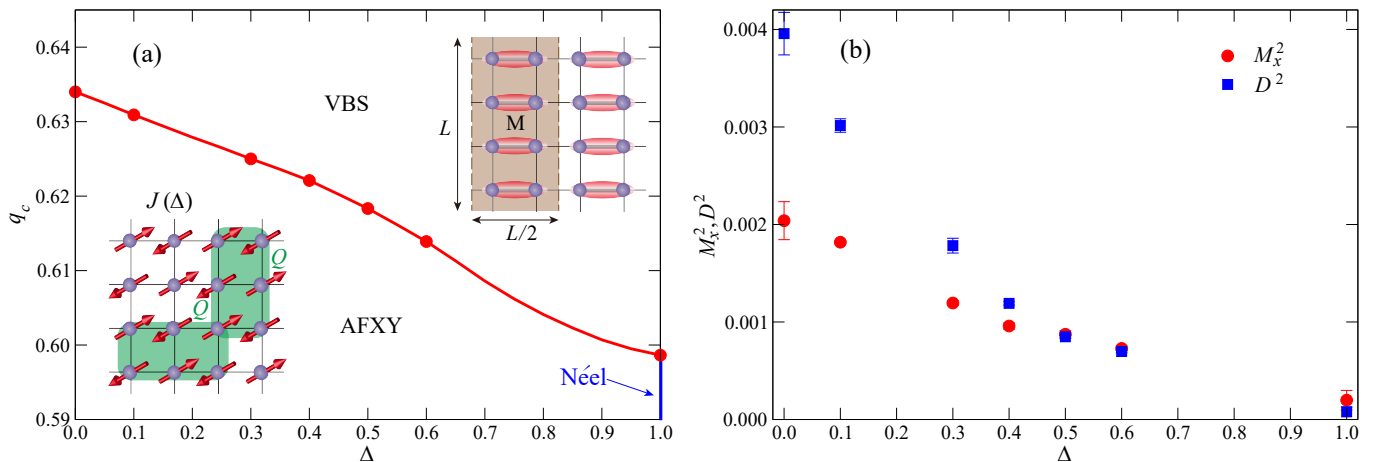 (a)
q_c
0.64
0.63
0.62
0.61
0.60
0.59
0.0 0.1 0.2 0.3 0.4 0.5 0.6 0.7 0.8 0.9 1.0
Δ
VBS
AFXY
Néel
J (Δ)
Q
Q
L
M
L/2
(b)
M_x^2, D^2
0.004
0.003
0.002
0.001
0.000
0.0 0.1 0.2 0.3 0.4 0.5 0.6 0.7 0.8 0.9 1.0
Δ
M_x^2
D^2